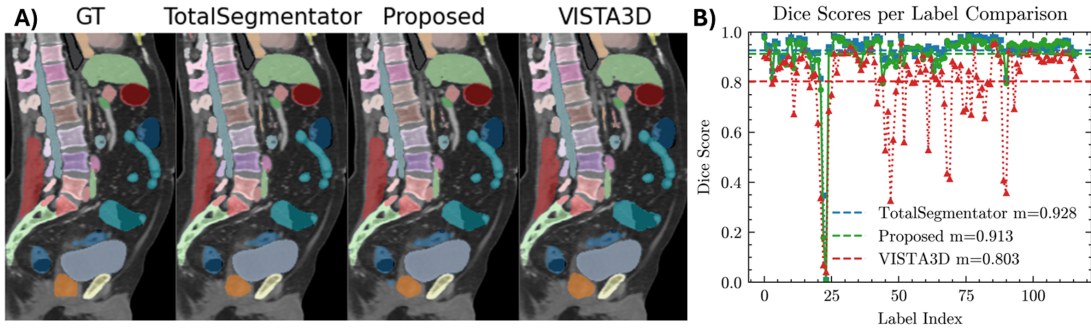 A)
GT
TotalSegmentator
Proposed
VISTA3D
B)
Dice Scores per Label Comparison
Dice Score
1.0
0.8
0.6
0.4
0.2
0.0
TotalSegmentator m=0.928
Proposed m=0.913
VISTA3D m=0.803
0
25
50
75
100
Label Index